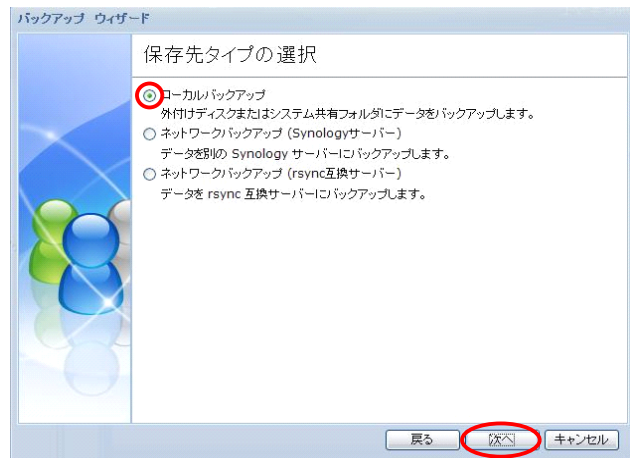 バックアップ ウィザード
保存先タイプの選択
ローカルバックアップ
外付けディスクまたはシステム共有フォルダにデータをバックアップします。
ネットワークバックアップ (Synologyサーバー)
データを別の Synology サーバーにバックアップします。
ネットワークバックアップ (rsync互換サーバー)
データを rsync 互換サーバーにバックアップします。
戻る 次へ キャンセル